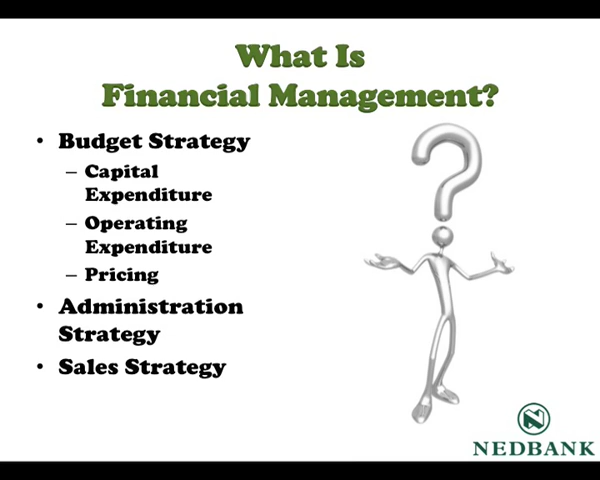 What Is
Financial Management?
• Budget Strategy
– Capital
Expenditure
– Operating
Expenditure
– Pricing
• Administration
Strategy
• Sales Strategy
NEDBANK